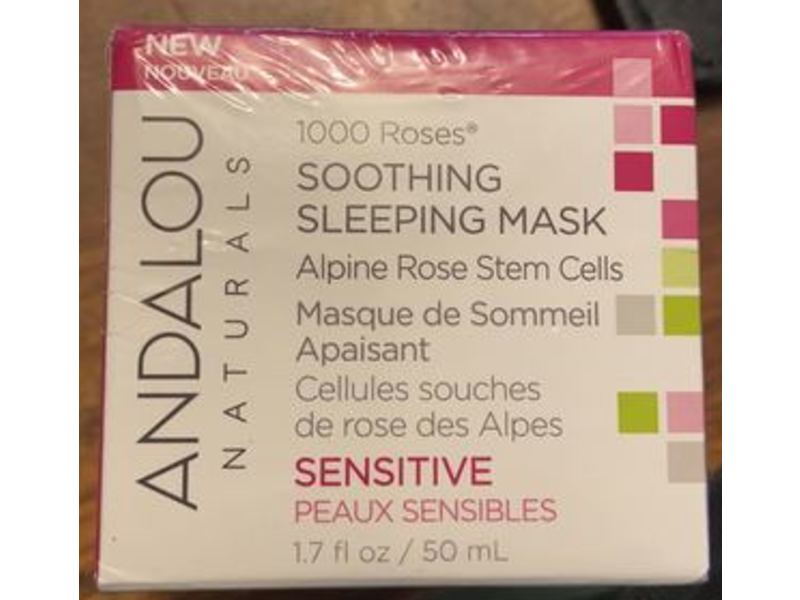 NEW
NOUVEAU
ANDALOU
NATURALS
1000 Roses®
SOOTHING
SLEEPING MASK
Alpine Rose Stem Cells
Masque de Sommeil
Apaisant
Cellules souches
de rose des Alpes
SENSITIVE
PEAUX SENSIBLES
1.7 fl oz / 50 mL